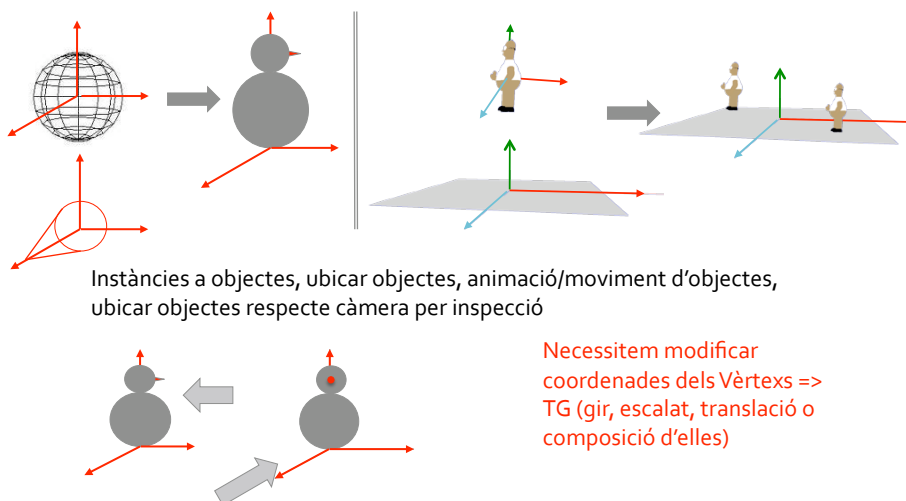 Instàncies a objectes, ubicar objectes, animació/moviment d'objectes,
ubicar objectes respecte càmera per inspecció
Necessitem modificar
coordenades dels Vèrtexs =>
TG (gir, escalat, translació o
composició d'elles)